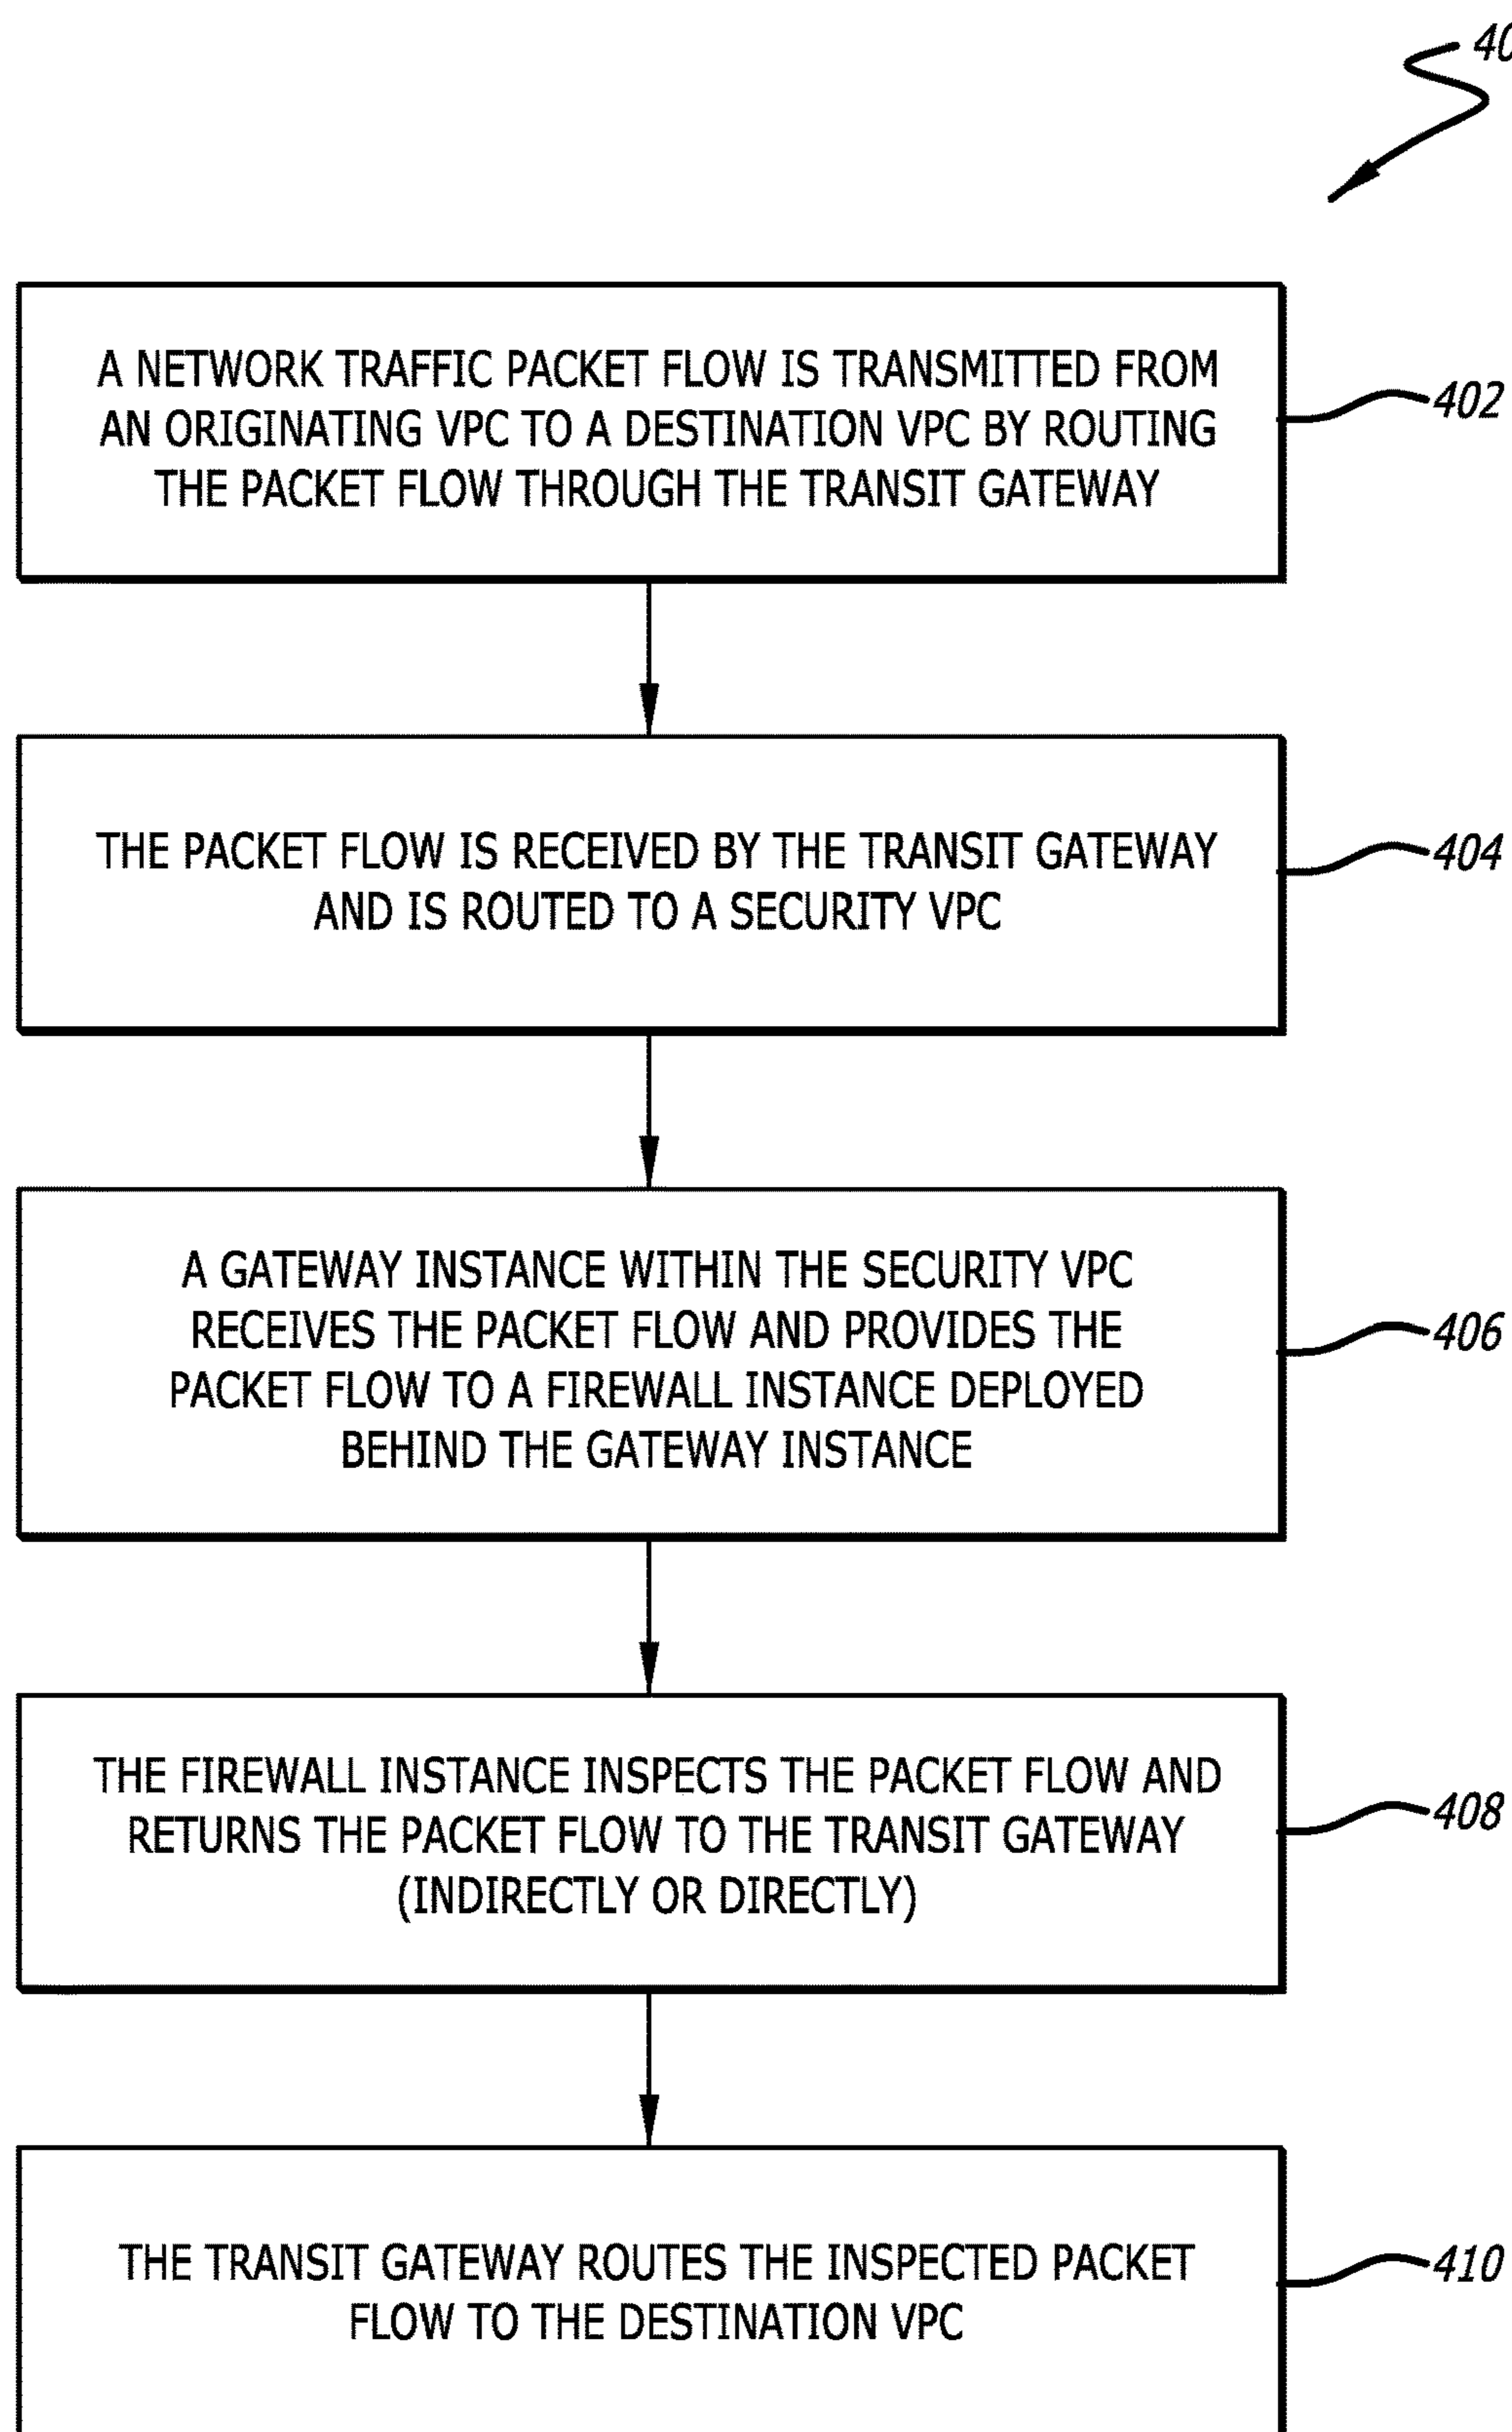 A NETWORK TRAFFIC PACKET FLOW IS TRANSMITTED FROM
AN ORIGINATING VPC TO A DESTINATION VPC BY ROUTING
THE PACKET FLOW THROUGH THE TRANSIT GATEWAY
402
THE PACKET FLOW IS RECEIVED BY THE TRANSIT GATEWAY
AND IS ROUTED TO A SECURITY VPC
404
A GATEWAY INSTANCE WITHIN THE SECURITY VPC
RECEIVES THE PACKET FLOW AND PROVIDES THE
PACKET FLOW TO A FIREWALL INSTANCE DEPLOYED
BEHIND THE GATEWAY INSTANCE
406
THE FIREWALL INSTANCE INSPECTS THE PACKET FLOW AND
RETURNS THE PACKET FLOW TO THE TRANSIT GATEWAY
(INDIRECTLY OR DIRECTLY)
408
THE TRANSIT GATEWAY ROUTES THE INSPECTED PACKET
FLOW TO THE DESTINATION VPC
410